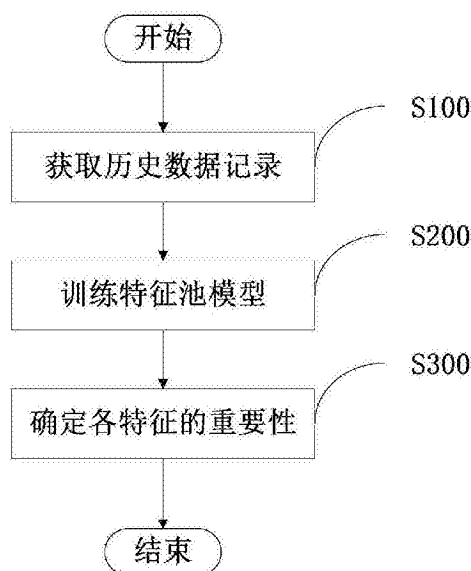 开始
S100
获取历史数据记录
S200
训练特征池模型
S300
确定各特征的重要性
结束